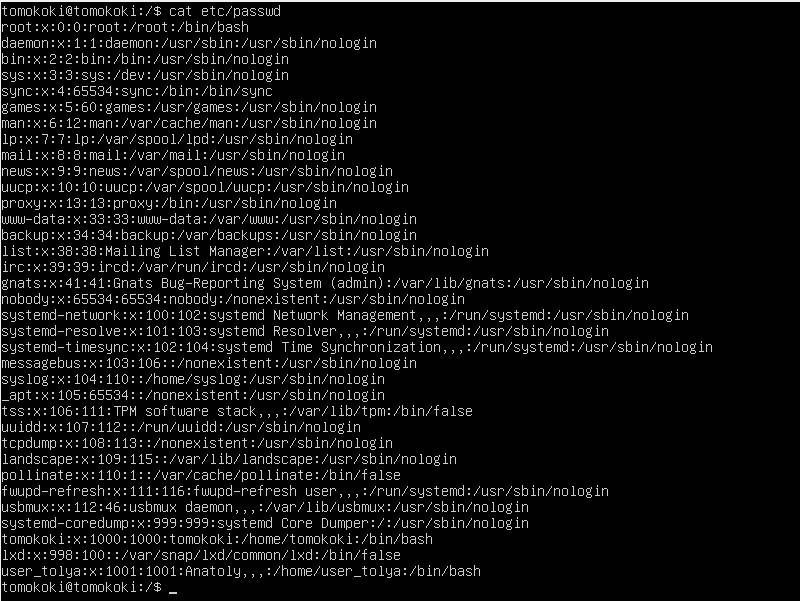 tomokoki@tomokoki:/$ cat etc/passwd
root:x:0:0:root:/root:/bin/bash
daemon:x:1:1:daemon:/usr/sbin:/usr/sbin/nologin
bin:x:2:2:bin:/bin:/usr/sbin/nologin
sys:x:3:3:sys:/dev:/usr/sbin/nologin
sync:x:4:65534:sync:/bin:/bin/sync
games:x:5:60:games:/usr/games:/usr/sbin/nologin
man:x:6:12:man:/var/cache/man:/usr/sbin/nologin
lp:x:7:7:lp:/var/spool/lpd:/usr/sbin/nologin
mail:x:8:8:mail:/var/mail:/usr/sbin/nologin
news:x:9:9:news:/var/spool/news:/usr/sbin/nologin
uucp:x:10:10:uucp:/var/spool/uucp:/usr/sbin/nologin
proxy:x:13:13:proxy:/bin:/usr/sbin/nologin
www-data:x:33:33:www-data:/var/www:/usr/sbin/nologin
backup:x:34:34:backup:/var/backups:/usr/sbin/nologin
list:x:38:38:Mailing List Manager:/var/list:/usr/sbin/nologin
irc:x:39:39:ircd:/var/run/ircd:/usr/sbin/nologin
gnats:x:41:41:Gnats Bug-Reporting System (admin):/var/lib/gnats:/usr/sbin/nologin
nobody:x:65534:65534:nobody:/nonexistent:/usr/sbin/nologin
systemd-network:x:100:102:systemd Network Management,,,:/run/systemd:/usr/sbin/nologin
systemd-resolve:x:101:103:systemd Resolver,,,:/run/systemd:/usr/sbin/nologin
systemd-timesync:x:102:104:systemd Time Synchronization,,,:/run/systemd:/usr/sbin/nologin
messagebus:x:103:106::/nonexistent:/usr/sbin/nologin
syslog:x:104:110::/home/syslog:/usr/sbin/nologin
_apt:x:105:65534::/nonexistent:/usr/sbin/nologin
tss:x:106:111:TPM software stack,,,:/var/lib/tpm:/bin/false
uuidd:x:107:112::/run/uuidd:/usr/sbin/nologin
tcpdump:x:108:113::/nonexistent:/usr/sbin/nologin
landscape:x:109:115::/var/lib/landscape:/usr/sbin/nologin
pollinate:x:110:1::/var/cache/pollinate:/bin/false
fwupd-refresh:x:111:116:fwupd-refresh user,,,:/run/systemd:/usr/sbin/nologin
usbmux:x:112:46:usbmux daemon,,,:/var/lib/usbmux:/usr/sbin/nologin
systemd-coredump:x:999:999:systemd Core Dumper:/:/usr/sbin/nologin
tomokoki:x:1000:1000:tomokoki:/home/tomokoki:/bin/bash
lxd:x:998:100::/var/snap/lxd/common/lxd:/bin/false
user_tolya:x:1001:1001:Anatoly,,,:/home/user_tolya:/bin/bash
tomokoki@tomokoki:/$ _